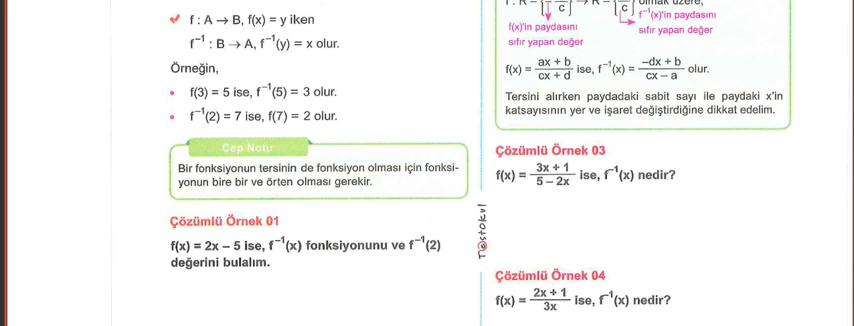 f : A → B, f(x) = y iken
f⁻¹ : B → A, f⁻¹(y) = x olur.
Örneğin,
• f(3) = 5 ise, f⁻¹(5) = 3 olur.
• f⁻¹(2) = 7 ise, f(7) = 2 olur.
Cep Notu
Bir fonksiyonun tersinin de fonksiyon olması için fonksi-
yonun bire bir ve örten olması gerekir.
Çözümlü Örnek 01
f(x) = 2x – 5 ise, f⁻¹(x) fonksiyonunu ve f⁻¹(2)
değerini bulalım.
Testokul
f(x)'in paydasını
sıfır yapan değer
f⁻¹(x)'in paydasını
sıfır yapan değer
f(x) = (ax + b)/(cx + d) ise, f⁻¹(x) = (–dx + b)/(cx – a) olur.
Tersini alırken paydadaki sabit sayı ile paydaki x'in
katsayısının yer ve işaret değiştirdiğine dikkat edelim.
Çözümlü Örnek 03
f(x) = (3x + 1)/(5 – 2x) ise, f⁻¹(x) nedir?
Çözümlü Örnek 04
f(x) = (2x + 1)/(3x) ise, f⁻¹(x) nedir?